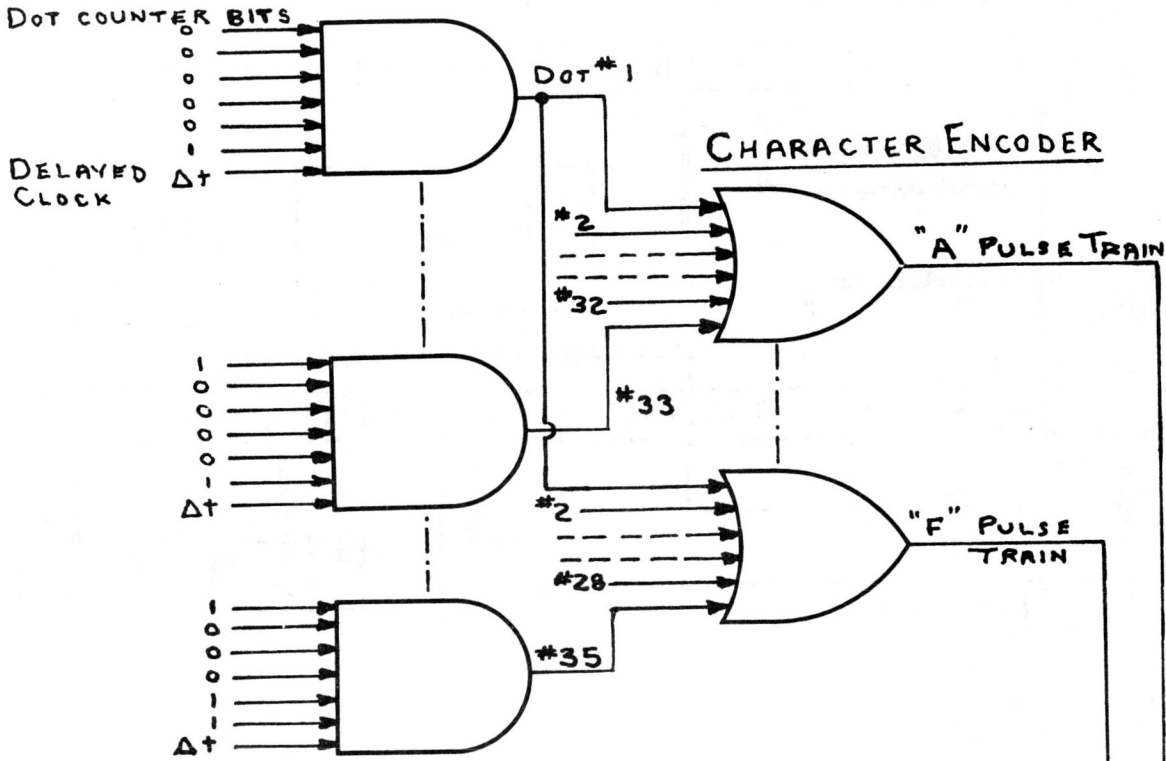 DOT COUNTER BITS
0
0
0
0
0
1
DELAYED CLOCK
Δt
DOT #1
CHARACTER ENCODER
#2
#32
"A" PULSE TRAIN
1
0
0
0
0
1
Δt
#33
#2
#28
"F" PULSE
TRAIN
1
0
0
0
1
1
Δt
#35